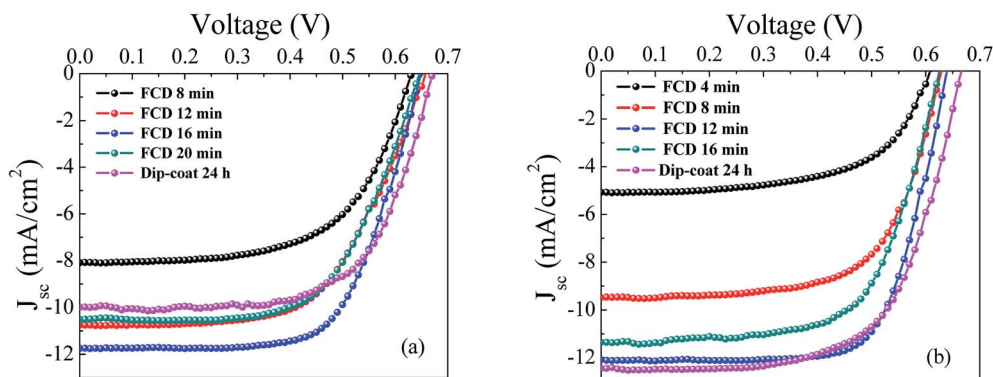 Voltage (V)
0.0 0.1 0.2 0.3 0.4 0.5 0.6 0.7
0
-2
-4
-6
-8
-10
-12
J_sc (mA/cm²)
FCD 8 min
FCD 12 min
FCD 16 min
FCD 20 min
Dip-coat 24 h
(a)
Voltage (V)
0.0 0.1 0.2 0.3 0.4 0.5 0.6 0.7
0
-2
-4
-6
-8
-10
-12
J_sc (mA/cm²)
FCD 4 min
FCD 8 min
FCD 12 min
FCD 16 min
Dip-coat 24 h
(b)